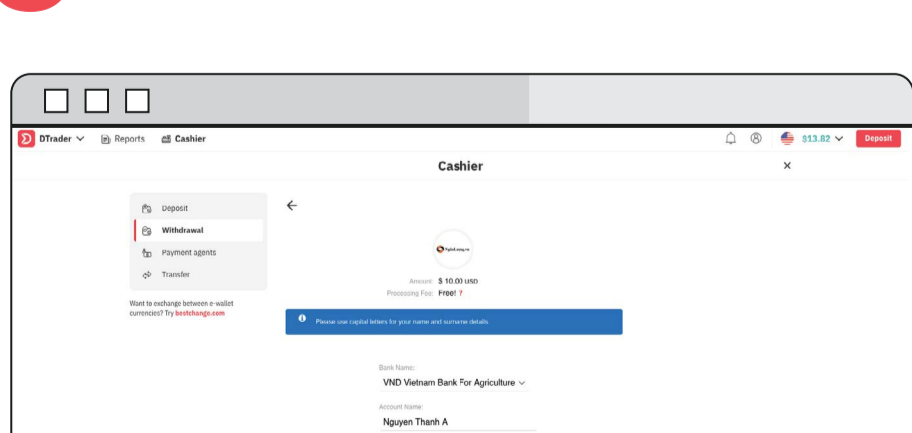 DTrader Reports Cashier $13.82 Deposit
Cashier
Deposit
Withdrawal
Payment agents
Transfer
Want to exchange between e-wallet
currencies? Try bestchange.com
Amount: $ 10.00 USD
Processing Fee: Free! ?
Please use capital letters for your name and surname details.
Bank Name:
VND Vietnam Bank For Agriculture
Account Name:
Nguyen Thanh A